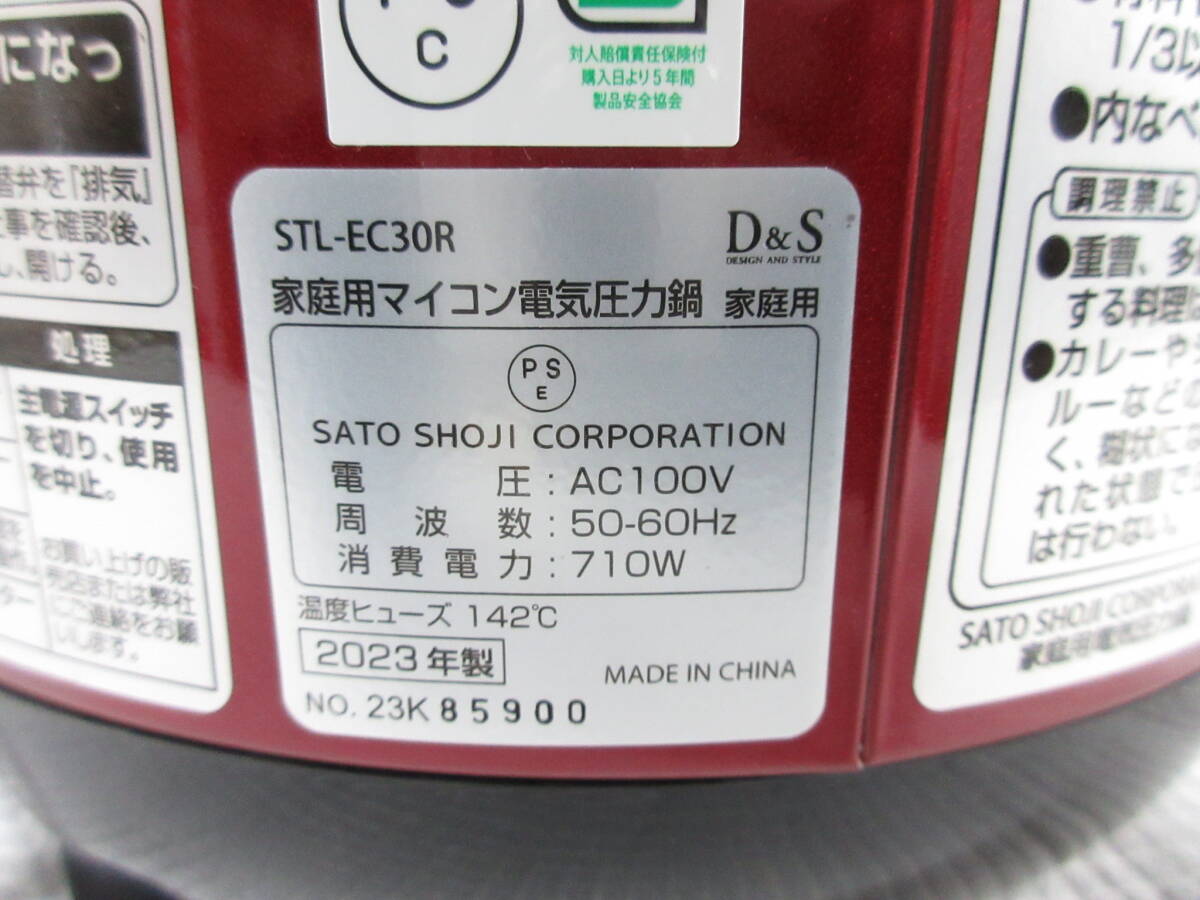 になっ
替弁を「排気」
事を確認後、
し、開ける。
処理
主電源スイッチ
を切り、使用
を中止。
お買い上げの販
売店または弊社
にご連絡をお願
いします。
P S
C
対人賠償責任保険付
購入日より5年間
製品安全協会
STL-EC30R
D&S
DESIGN AND STYLE
家庭用マイコン電気圧力鍋 家庭用
P S
E
SATO SHOJI CORPORATION
電 圧 : AC100V
周 波 数 : 50-60Hz
消費電力 : 710W
温度ヒューズ 142℃
2023年製
MADE IN CHINA
NO. 23K 85900
1/3以
●内なべ
調理禁止
●重曹、多
する料理
●カレーや
ルーなどの
く、糊状に
れた状態で
は行わない。
SATO SHOJI CORPORA
家庭用電気圧力鍋